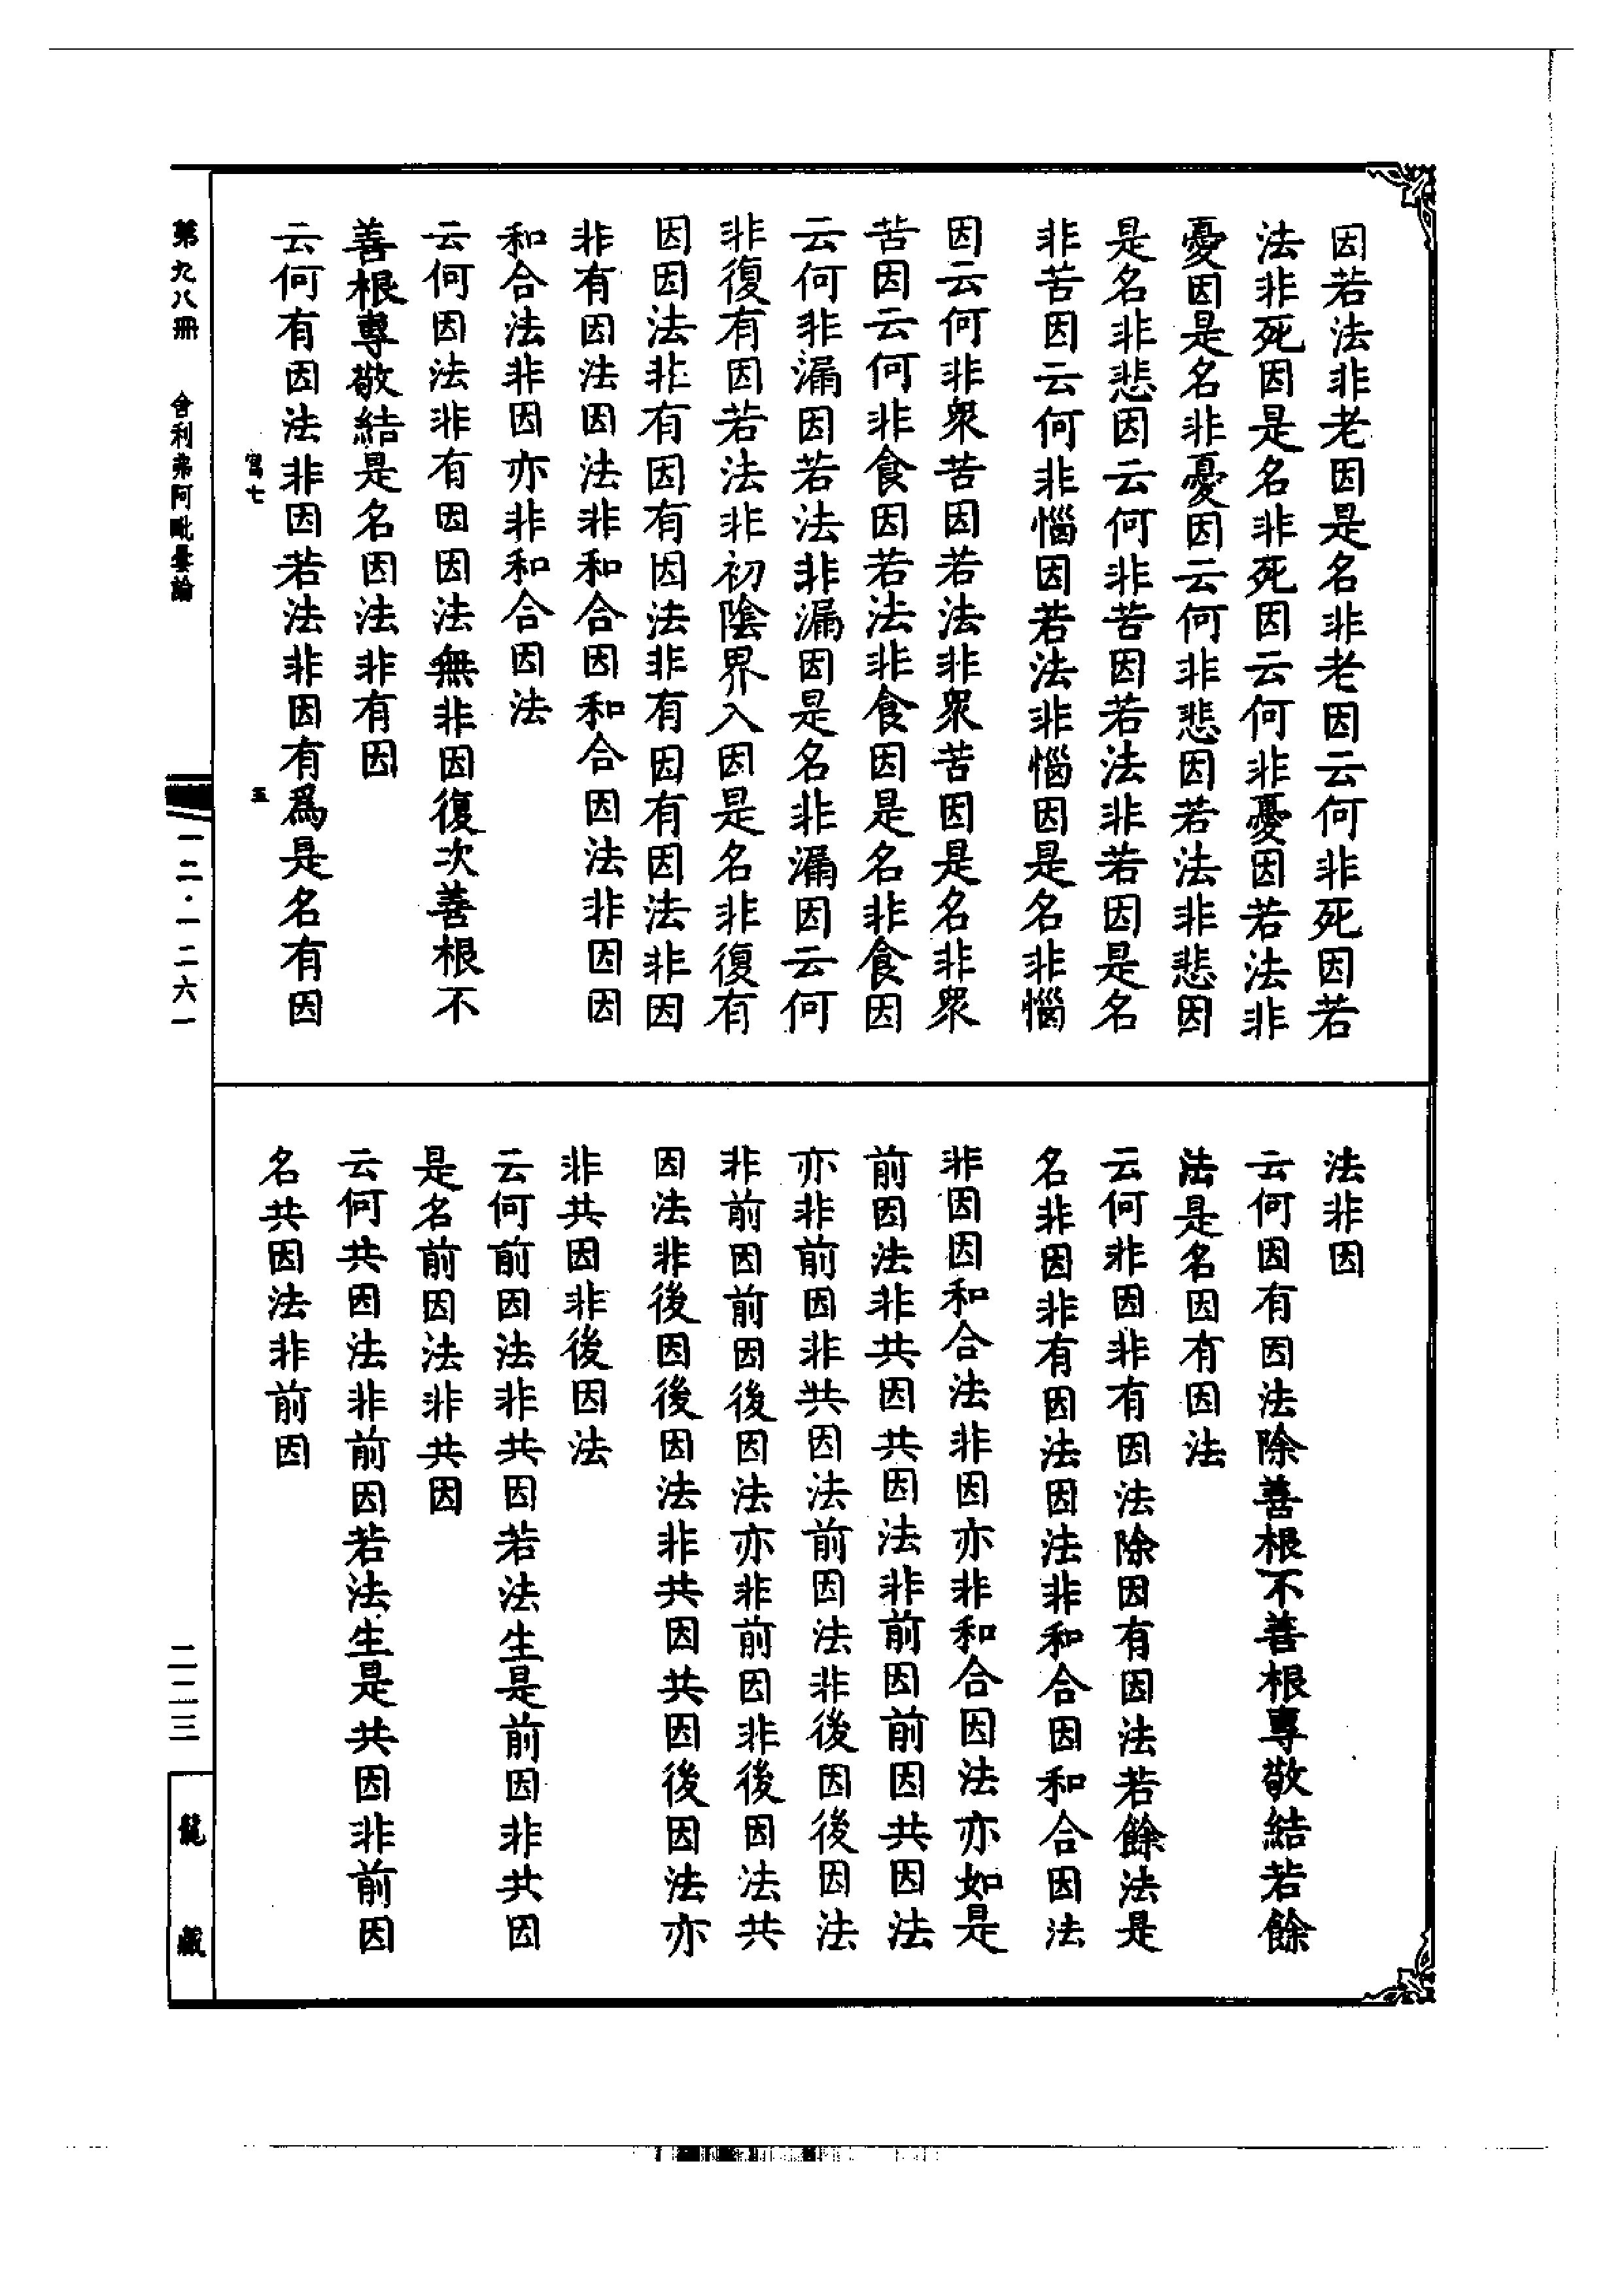 因若法非老因是名非老因云何非死因若
法非死因是名非死因云何非憂因若法非
憂因是名非憂因云何非悲因若法非悲因
是名非悲因云何非苦因若法非苦因是名
非苦因云何非惱因若法非惱因是名非惱
因云何非衆苦因若法非衆苦因是名非衆
苦因云何非食因若法非食因是名非食因
云何非漏因若法非漏因是名非漏因云何
非復有因若法非初陰界入因是名非復有
因因法非有因有因法非有因有因法非因
非有因法因法非和合因和合因法非因因
和合法非因亦非和合因法
云何因法非有因因法無非因復次善根不
善根專敬結是名因法非有因
云何有因法非因若法非因有爲是名有因
法非因
云何因有因法除善根不善根專敬結若餘
法是名因有因法
云何非因非有因法除因有因法若餘法是
名非因非有因法因法非和合因和合因法
非因因和合法非因亦非和合因法亦如是
前因法非共因共因法非前因前因共因法
亦非前因非共因法前因法非後因後因法
非前因前因後因法亦非前因非後因法共
因法非後因後因法非共因共因後因法亦
非共因非後因法
云何前因法非共因若法生是前因非共因
是名前因法非共因
云何共因法非前因若法生是共因非前因
名共因法非前因
第九八冊 舍利弗阿毗曇論 一二·一二六一 二二三 龍藏
五